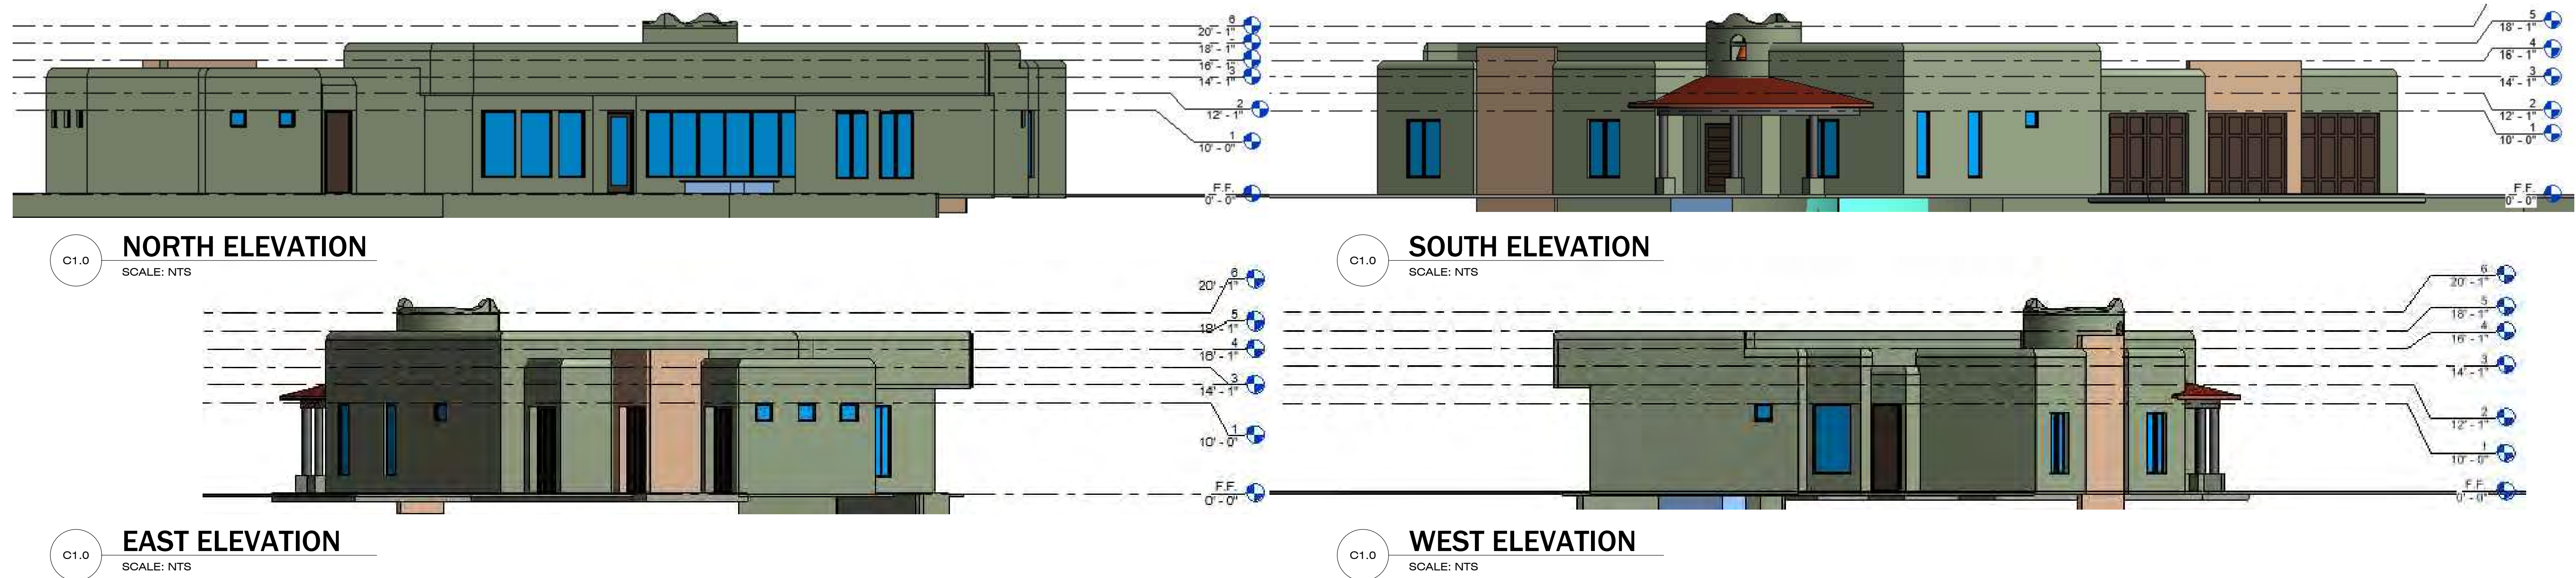 6
20' - 1"
18' - 1"
16' - 1"
3
14' - 1"
2
12' - 1"
1
10' - 0"
F.F.
0' - 0"
C1.0
NORTH ELEVATION
SCALE: NTS
5
18' - 1"
4
16' - 1"
3
14' - 1"
2
12' - 1"
1
10' - 0"
F.F.
0' - 0"
C1.0
SOUTH ELEVATION
SCALE: NTS
6
20' - 1"
5
18' - 1"
4
16' - 1"
3
14' - 1"
1
10' - 0"
F.F.
0' - 0"
C1.0
EAST ELEVATION
SCALE: NTS
6
20' - 1"
5
18' - 1"
4
16' - 1"
3
14' - 1"
2
12' - 1"
1
10' - 0"
F.F.
0' - 0"
C1.0
WEST ELEVATION
SCALE: NTS